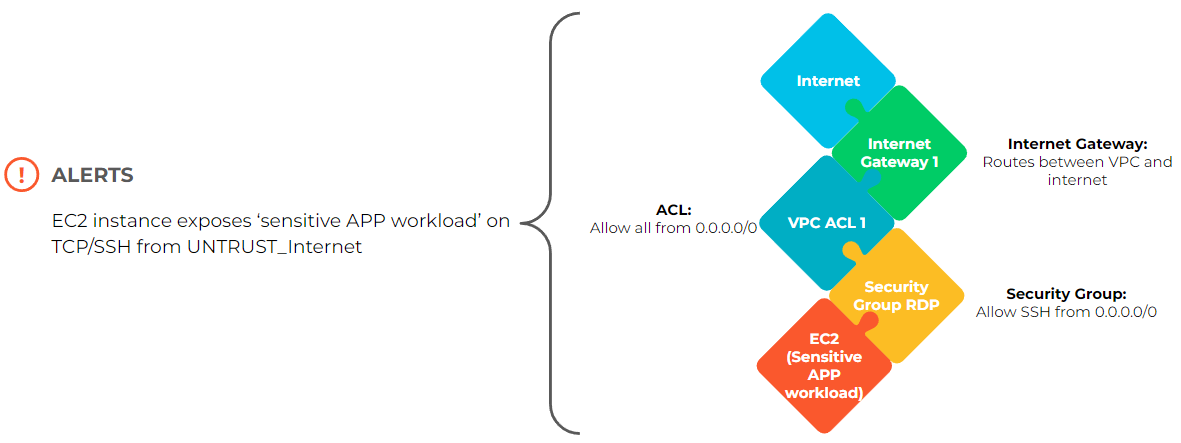 !
ALERTS
EC2 instance exposes ‘sensitive APP workload’ on
TCP/SSH from UNTRUST_Internet
Internet
Internet
Gateway 1
Internet Gateway:
Routes between VPC and
internet
ACL:
Allow all from 0.0.0.0/0
VPC ACL 1
Security
Group RDP
Security Group:
Allow SSH from 0.0.0.0/0
EC2
(Sensitive
APP
workload)